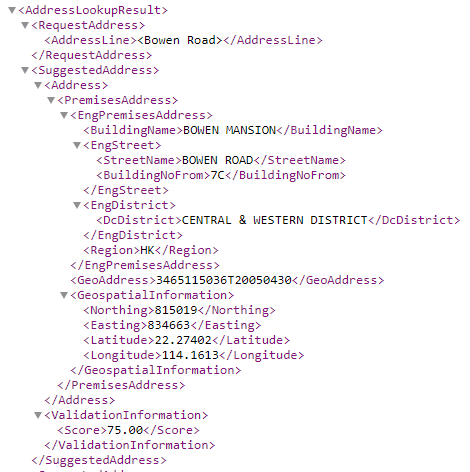 <AddressLookupResult>
<RequestAddress>
<AddressLine><Bowen Road></AddressLine>
</RequestAddress>
<SuggestedAddress>
<Address>
<PremisesAddress>
<EngPremisesAddress>
<BuildingName>BOWEN MANSION</BuildingName>
<EngStreet>
<StreetName>BOWEN ROAD</StreetName>
<BuildingNoFrom>7C</BuildingNoFrom>
</EngStreet>
<EngDistrict>
<DcDistrict>CENTRAL & WESTERN DISTRICT</DcDistrict>
</EngDistrict>
<Region>HK</Region>
</EngPremisesAddress>
<GeoAddress>3465115036T20050430</GeoAddress>
<GeospatialInformation>
<Northing>815019</Northing>
<Easting>834663</Easting>
<Latitude>22.27402</Latitude>
<Longitude>114.1613</Longitude>
</GeospatialInformation>
</PremisesAddress>
</Address>
<ValidationInformation>
<Score>75.00</Score>
</ValidationInformation>
</SuggestedAddress>